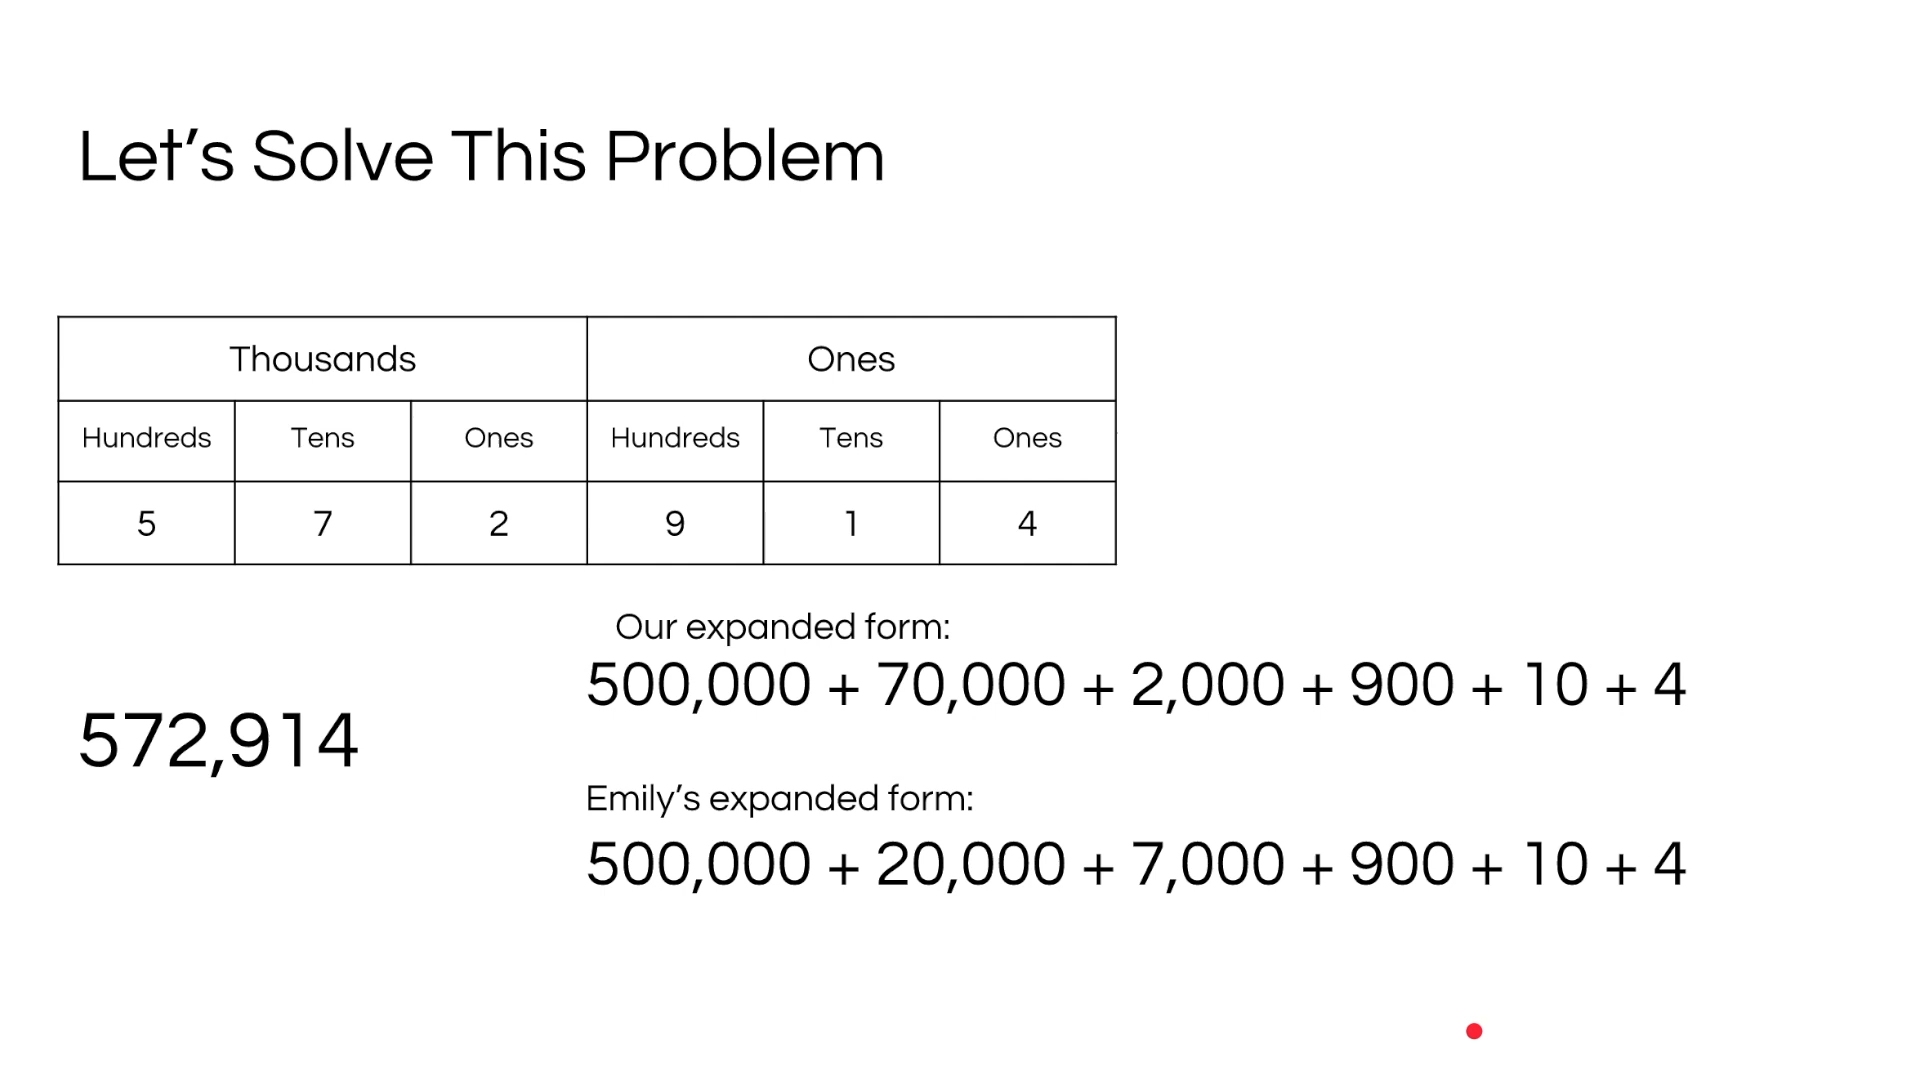 Let’s Solve This Problem
Thousands Ones
Hundreds Tens Ones Hundreds Tens Ones
5 7 2 9 1 4
Our expanded form:
500,000 + 70,000 + 2,000 + 900 + 10 + 4
572,914
Emily’s expanded form:
500,000 + 20,000 + 7,000 + 900 + 10 + 4